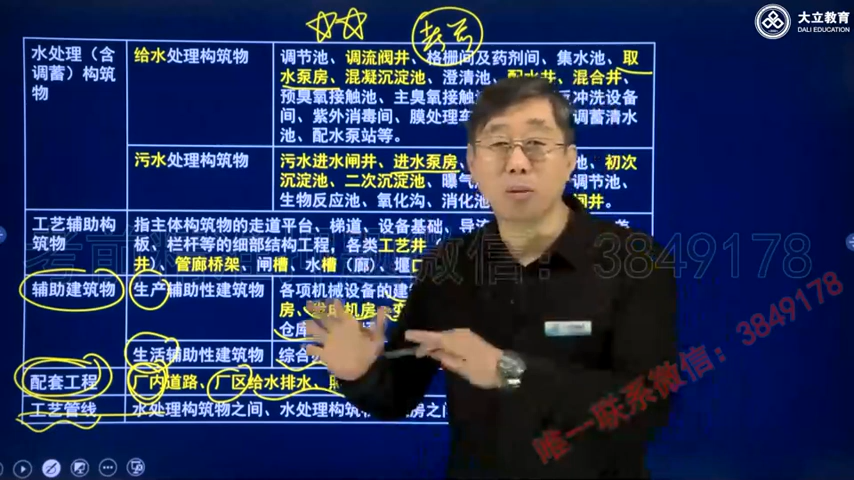 大立教育
DALI EDUCATION
考点
水处理（含调蓄）构筑物
给水处理构筑物
调节池、调流阀井、格栅间及药剂间、集水池、取
水泵房、混凝沉淀池、澄清池、配水井、混合井、
预臭氧接触池、主臭氧接触
反冲洗设备
间、紫外消毒间、膜处理车
调蓄清水
池、配水泵站等。
污水处理构筑物
污水进水闸井、进水泵房、
池、初次
沉淀池、二次沉淀池、曝气
调节池、
生物反应池、氧化沟、消化池
闸井。
工艺辅助构筑物
指主体构筑物的走道平台、梯道、设备基础、导流
板、栏杆等的细部结构工程，各类工艺井（
井）、管廊桥架、闸槽、水槽（廊）、堰口
辅助建筑物
生产辅助性建筑物
各项机械设备的建
房、发电机房、变
仓库
生活辅助性建筑物
综合
配套工程
厂内道路、厂区给水排水、
工艺管线
水处理构筑物之间、水处理构筑物
房之间
微信：3849178
唯一联系微信：3849178